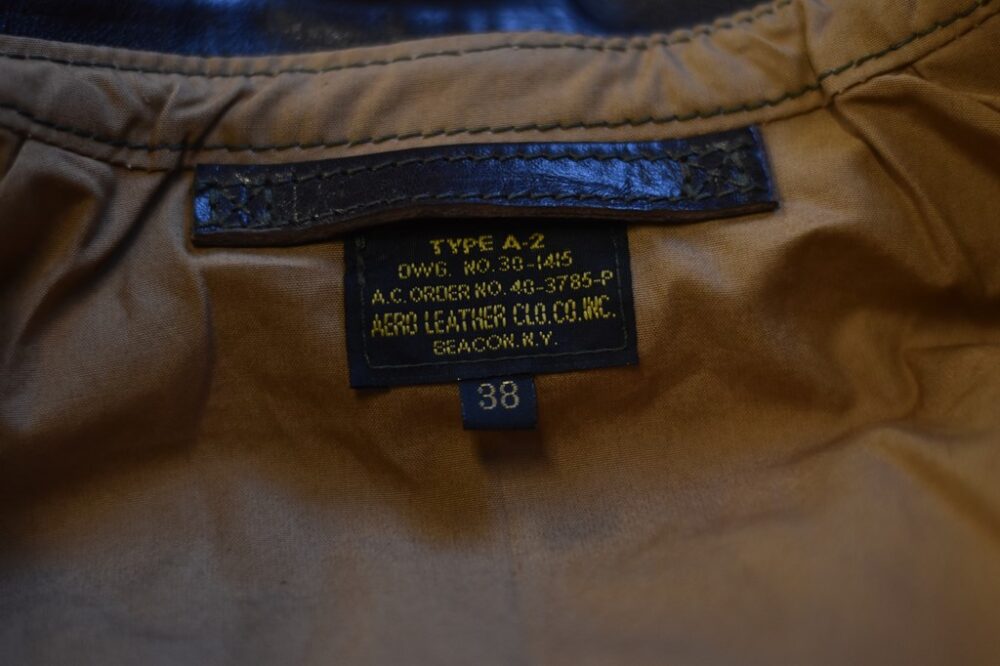 TYPE A-2
DWG. NO. 30-1415
A.C. ORDER NO. 40-3785-P
AERO LEATHER CLO. CO. INC.
BEACON. N.Y.
38